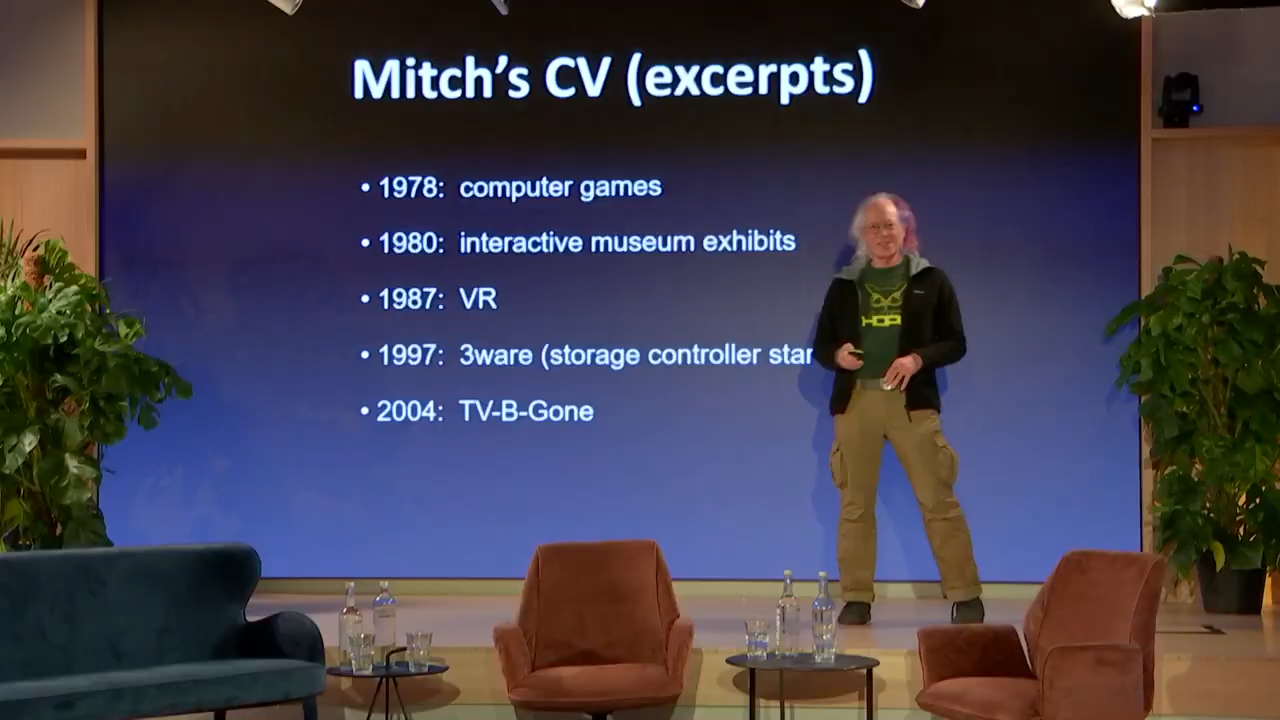 Mitch's CV (excerpts)
• 1978: computer games
• 1980: interactive museum exhibits
• 1987: VR
• 1997: 3ware (storage controller star
• 2004: TV-B-Gone
HOPE